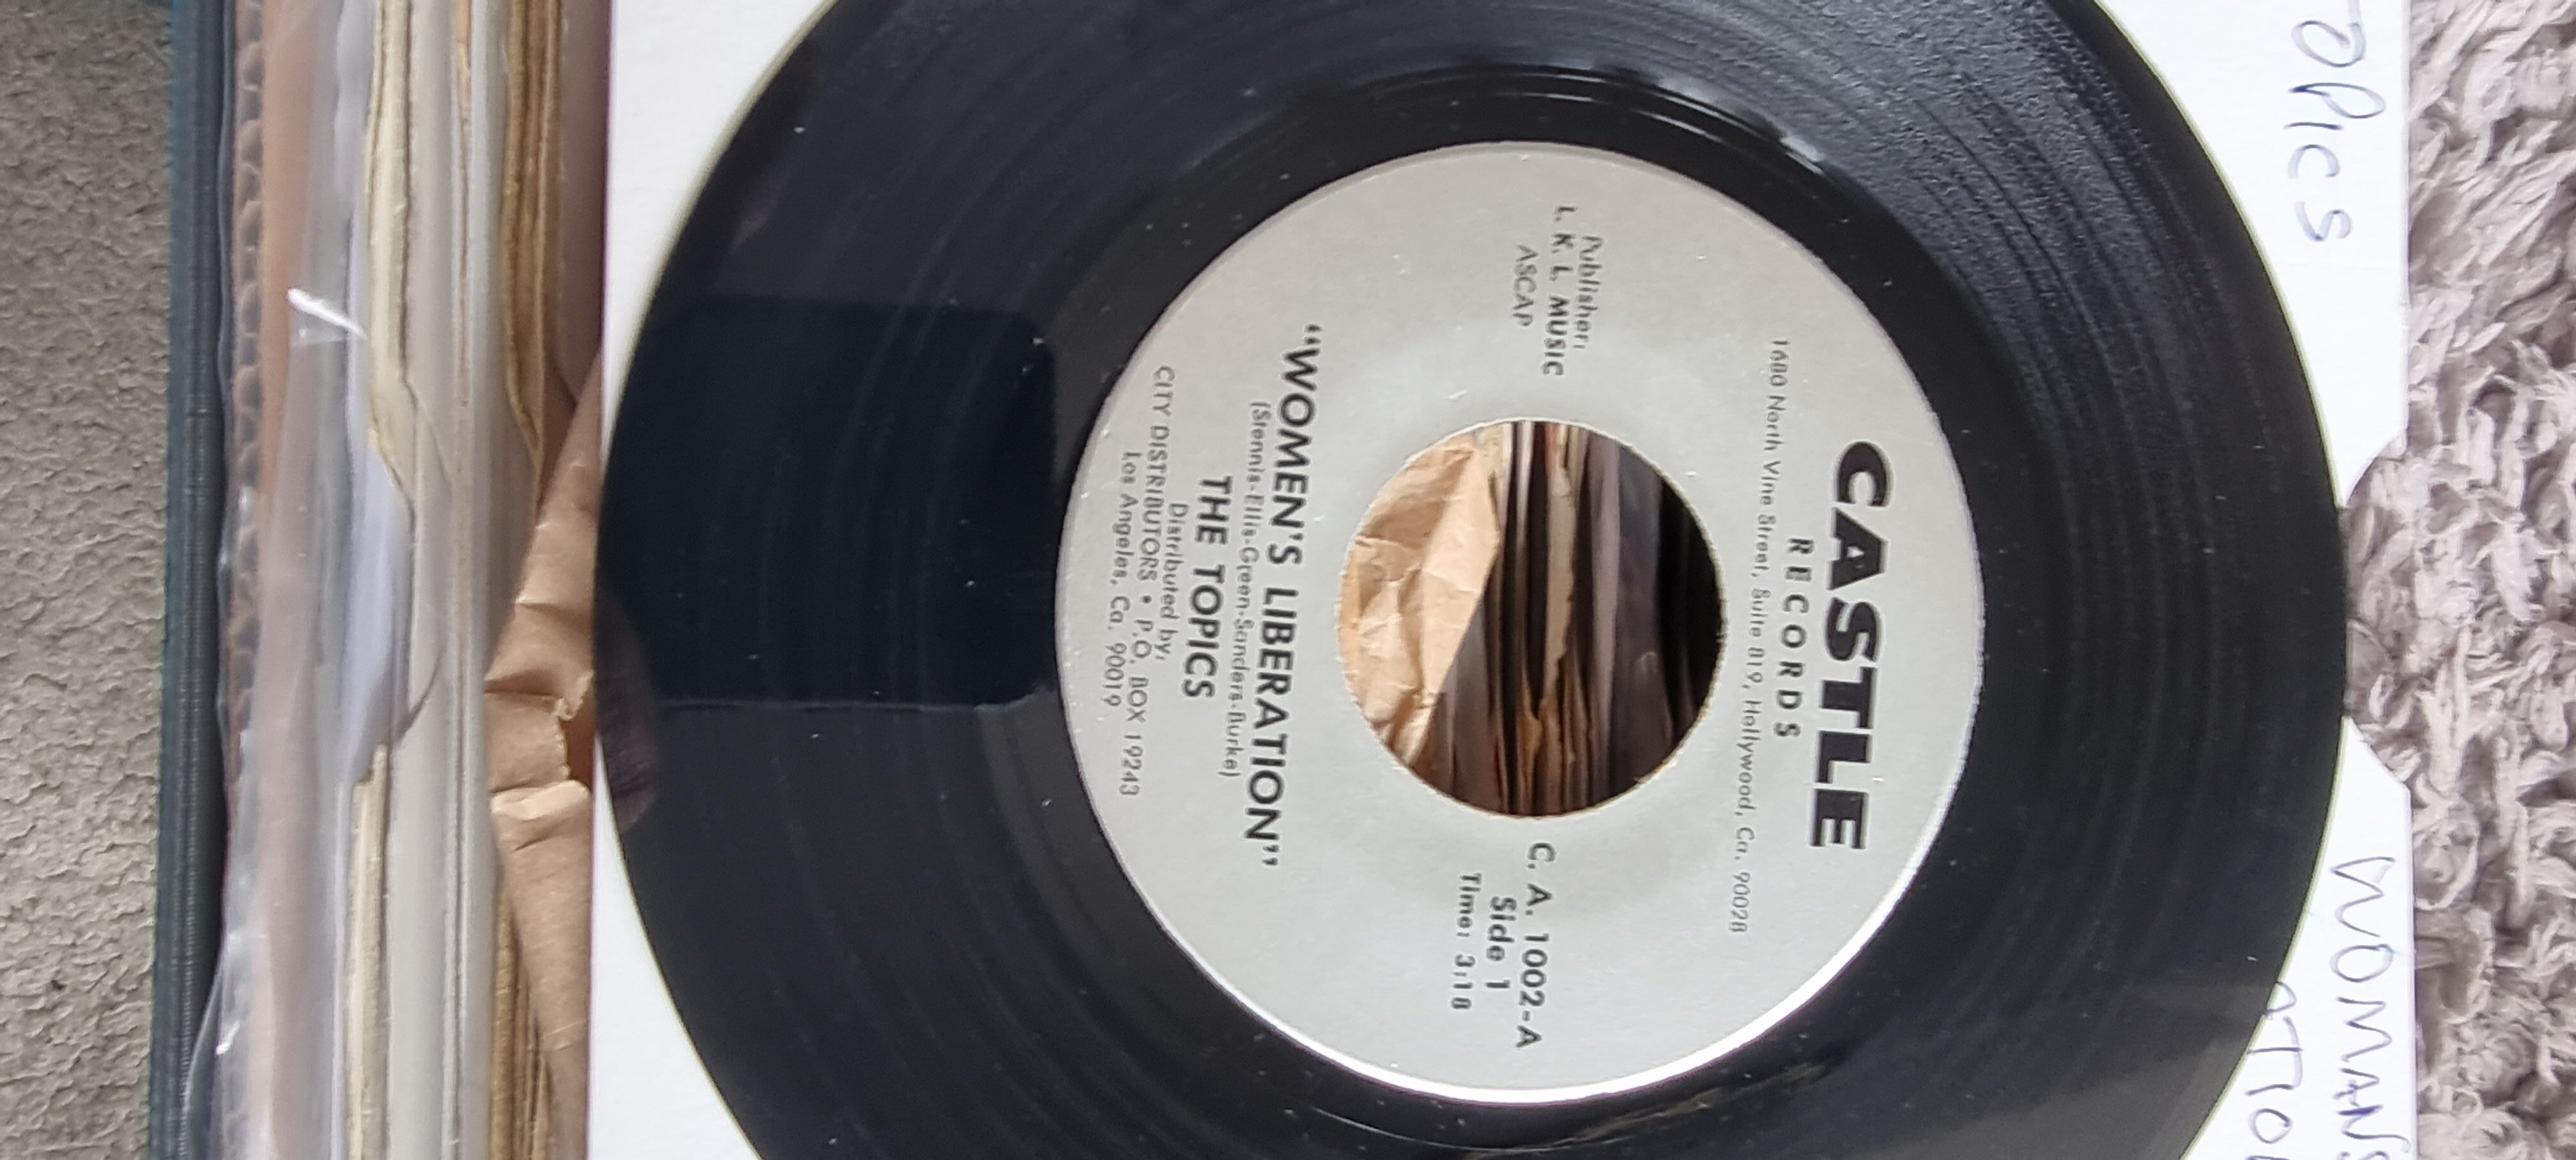 CASTLE
RECORDS
1680 North Vine Street, Suite 819, Hollywood, Ca. 90028
Publisher:
L. K. L. MUSIC
ASCAP
C. A. 1002-A
Side 1
Time: 3:18
"WOMEN'S LIBERATION"
(Stennis-Ellis-Green-Sanders-Burke)
THE TOPICS
Distributed by:
CITY DISTRIBUTORS • P.O. BOX 19243
Los Angeles, Ca. 90019
TOPICS
WOMANS